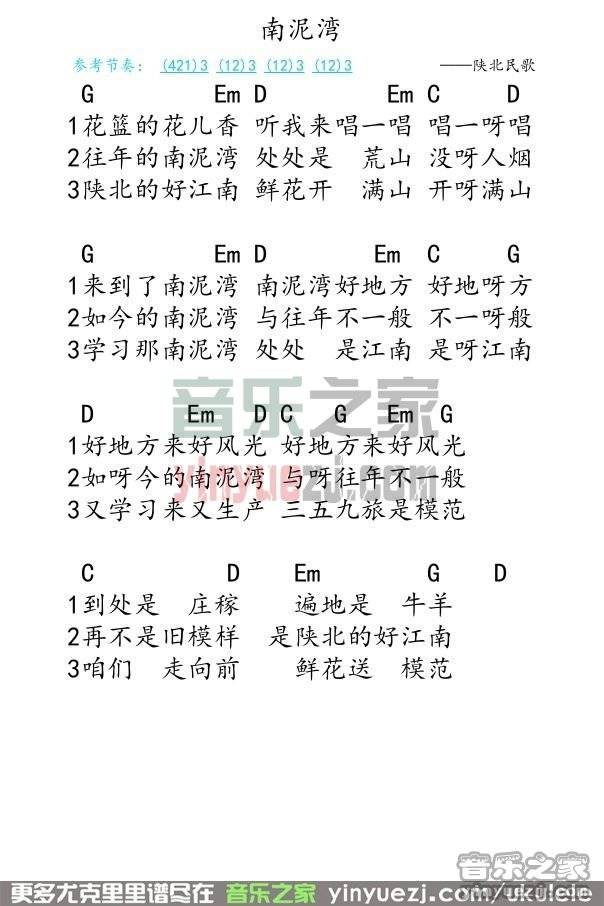 南泥湾
参考节奏： (421)3 (12)3 (12)3 (12)3 ——陕北民歌
G Em D Em C D
1花篮的花儿香 听我来唱一唱 唱一呀唱
2往年的南泥湾 处处是 荒山 没呀人烟
3陕北的好江南 鲜花开 满山 开呀满山
G Em D Em C G
1来到了南泥湾 南泥湾好地方 好地呀方
2如今的南泥湾 与往年不一般 不一呀般
3学习那南泥湾 处处 是江南 是呀江南
音乐之家
D Em D C G Em G
1好地方来好风光 好地方来好风光
2如呀今的南泥湾 与呀往年不一般
yinyuezj.com
3又学习来又生产 三五九旅是模范
C D Em G D
1到处是 庄稼 遍地是 牛羊
2再不是旧模样 是陕北的好江南
3咱们 走向前 鲜花送 模范
音乐之家
yinyuezj.com
更多尤克里里谱尽在 音乐之家 yinyuezj.com.ukulele